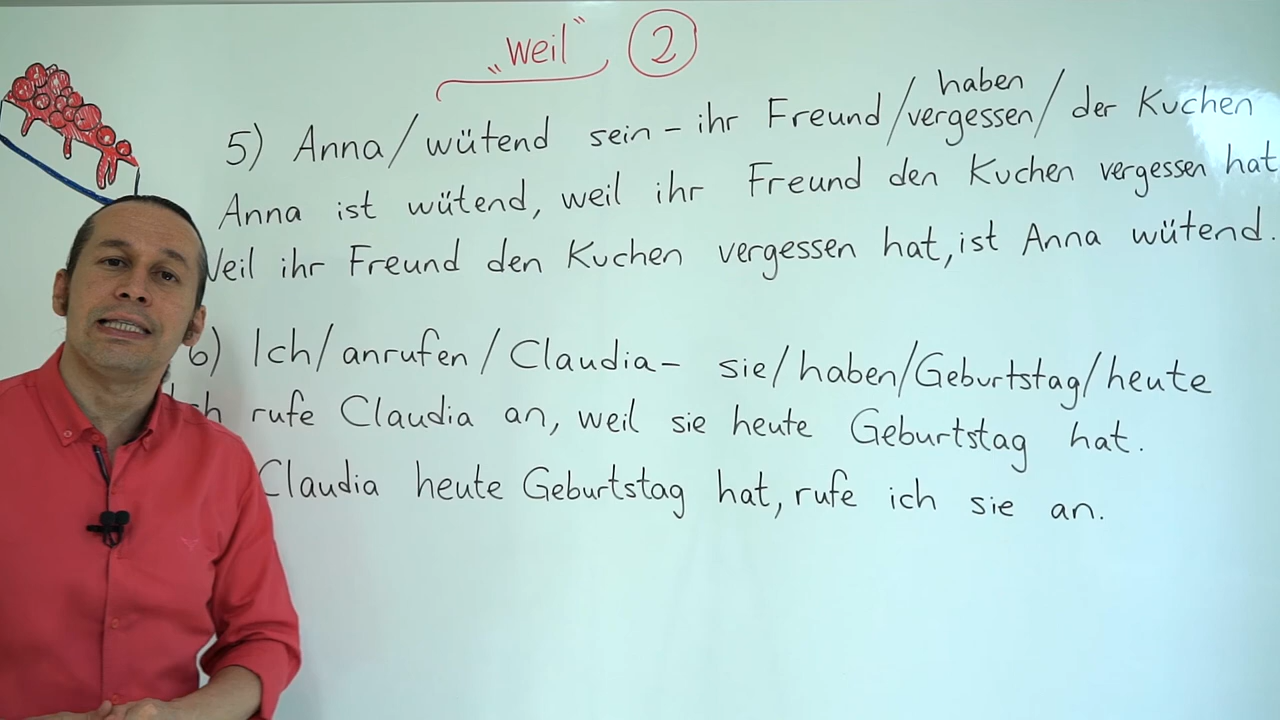 „weil“ 2
5) Anna / wütend sein – ihr Freund / haben vergessen / der Kuchen
Anna ist wütend, weil ihr Freund den Kuchen vergessen hat
Weil ihr Freund den Kuchen vergessen hat, ist Anna wütend.
6) Ich / anrufen / Claudia – sie / haben / Geburtstag / heute
Ich rufe Claudia an, weil sie heute Geburtstag hat.
Claudia heute Geburtstag hat, rufe ich sie an.